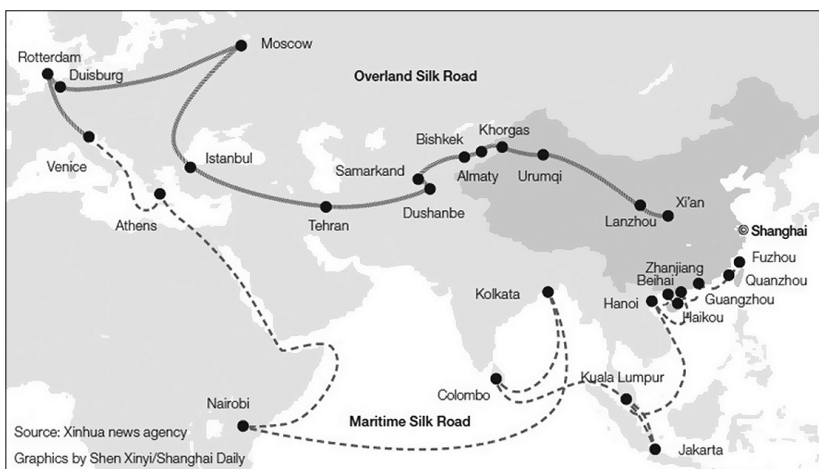 Moscow
Rotterdam
Duisburg
Overland Silk Road
Khorgas
Bishkek
Venice
Istanbul
Samarkand
Almaty
Urumqi
Xi'an
Dushanbe
Lanzhou
Athens
Tehran
© Shanghai
Fuzhou
Zhanjiang
Beihai
Quanzhou
Kolkata
Hanoi
Guangzhou
Haikou
Kuala Lumpur
Colombo
Nairobi
Maritime Silk Road
Source: Xinhua news agency
Jakarta
Graphics by Shen Xinyi/Shanghai Daily